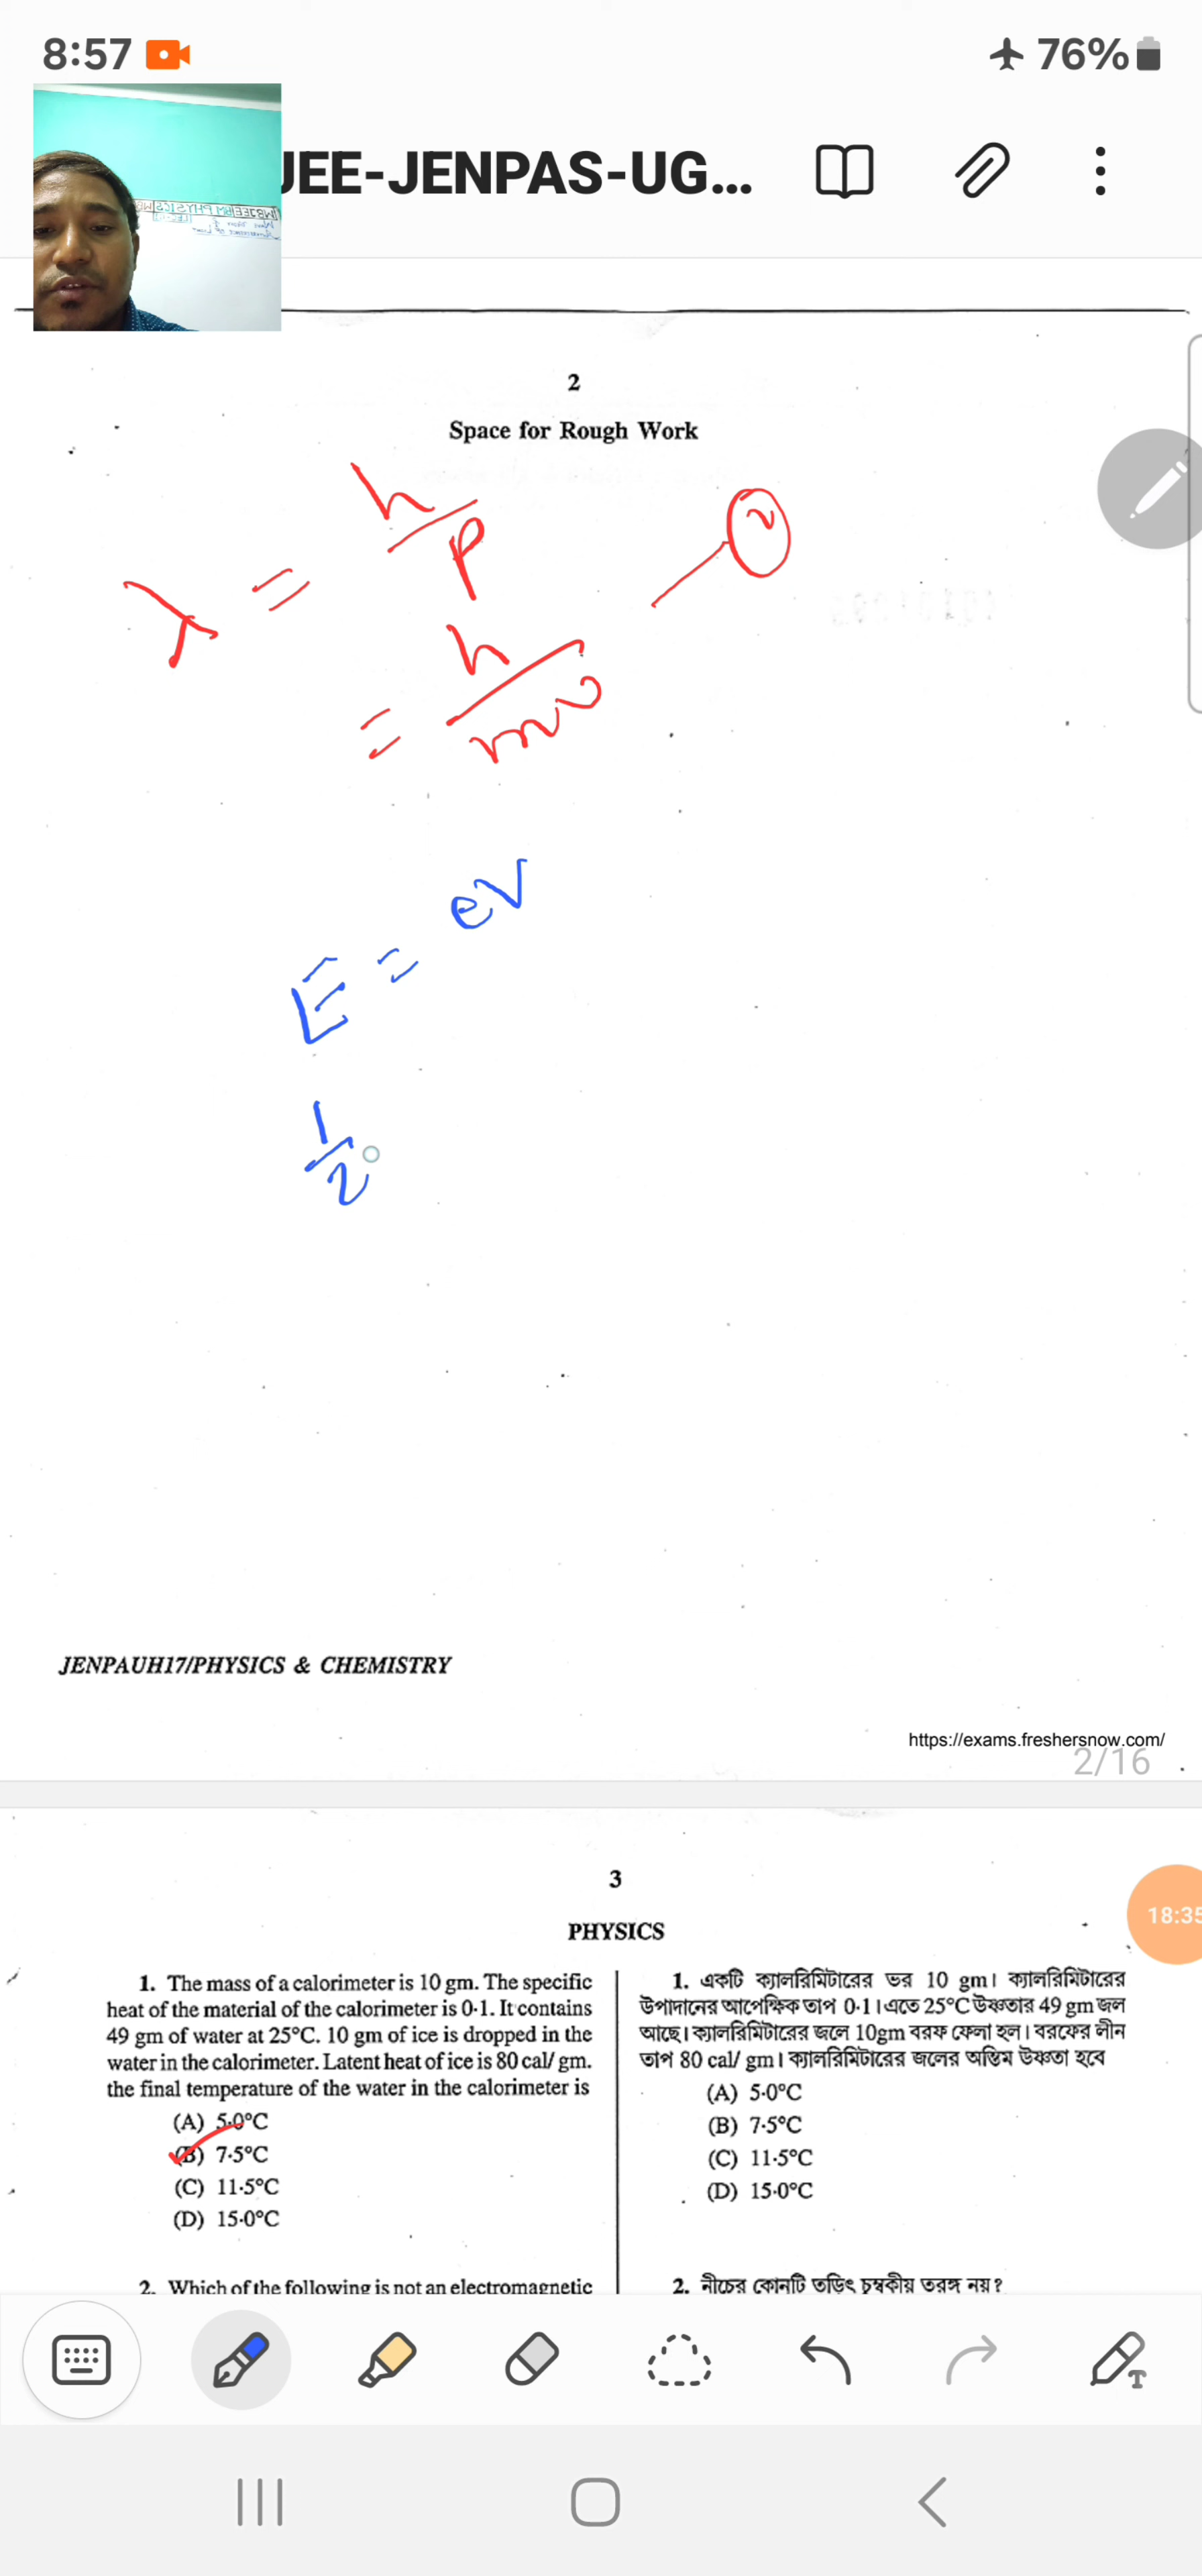 8:57
76%
JEE-JENPAS-UG...
2
Space for Rough Work
λ = h/p
= h/mv
E = eV
1/2
JENPAUH17/PHYSICS & CHEMISTRY
https://exams.freshersnow.com/
2/16
3
PHYSICS
18:35
1. The mass of a calorimeter is 10 gm. The specific
heat of the material of the calorimeter is 0·1. It contains
49 gm of water at 25°C. 10 gm of ice is dropped in the
water in the calorimeter. Latent heat of ice is 80 cal/ gm.
the final temperature of the water in the calorimeter is
(A) 5·0°C
(B) 7·5°C
(C) 11·5°C
(D) 15·0°C
2. Which of the following is not an electromagnetic
1. একটি ক্যালরিমিটারের ভর 10 gm। ক্যালরিমিটারের
উপাদানের আপেক্ষিক তাপ 0·1। এতে 25°C উষ্ণতার 49 gm জল
আছে। ক্যালরিমিটারের জলে 10gm বরফ ফেলা হল। বরফের লীন
তাপ 80 cal/ gm। ক্যালরিমিটারের জলের অন্তিম উষ্ণতা হবে
(A) 5·0°C
(B) 7·5°C
(C) 11·5°C
(D) 15·0°C
2. নীচের কোনটি তড়িৎ চুম্বকীয় তরঙ্গ নয় ?